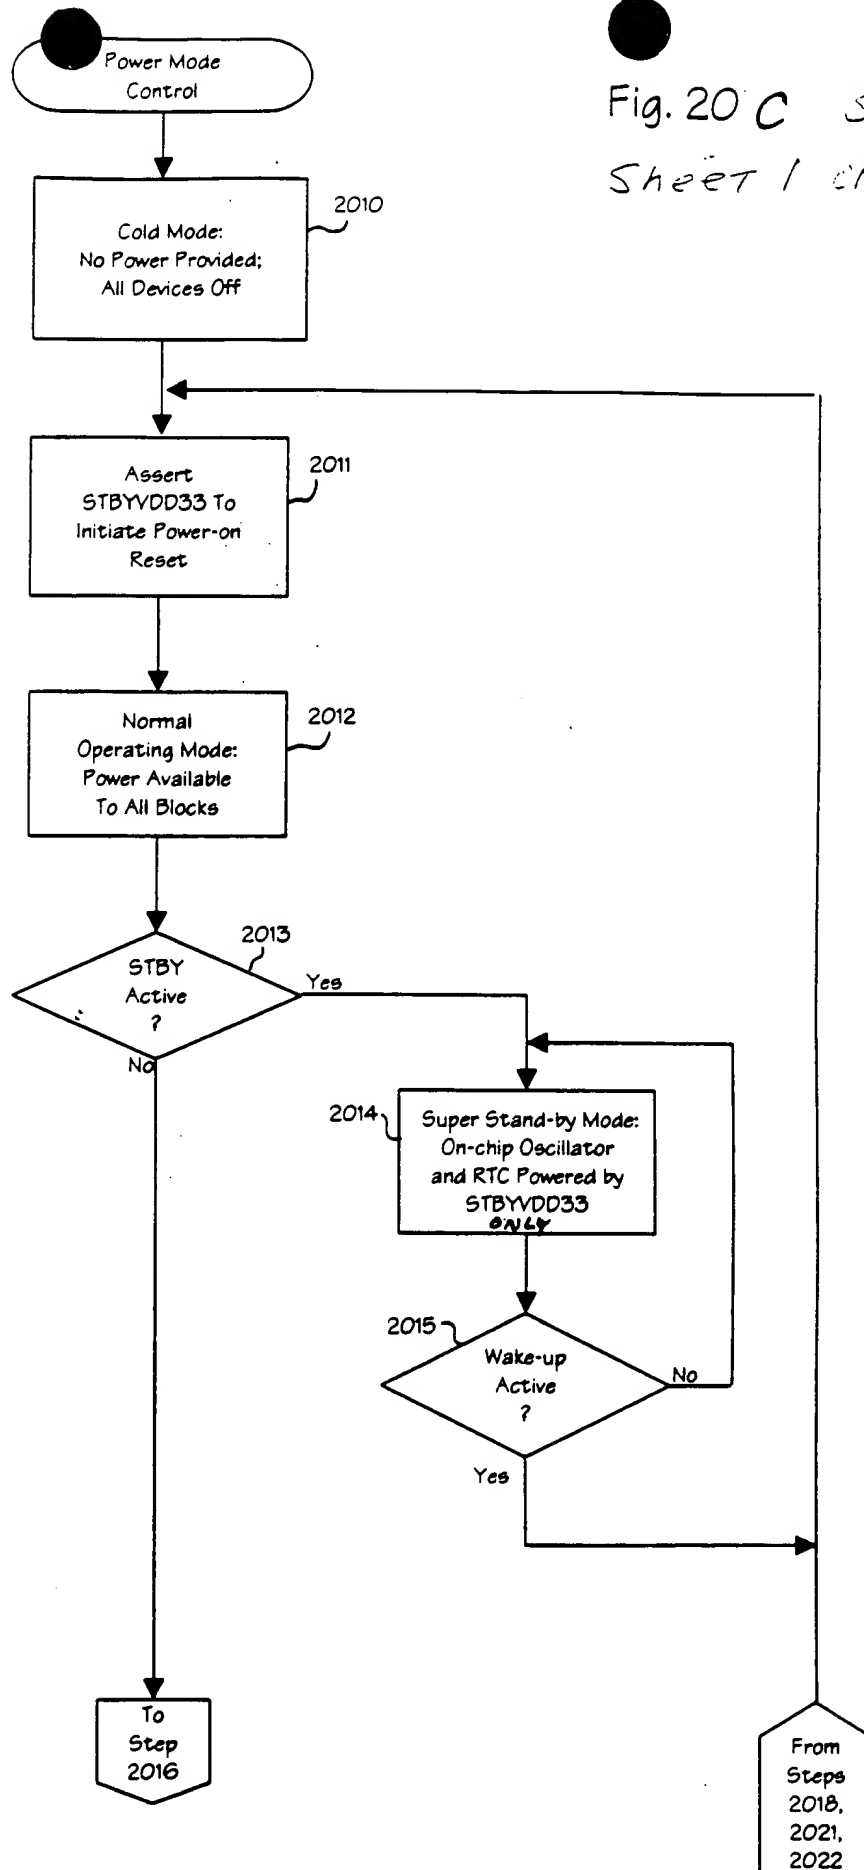 Power Mode
Control
Fig. 20 C
Sheet 1
2010
Cold Mode:
No Power Provided;
All Devices Off
2011
Assert
STBYVDD33 To
Initiate Power-on
Reset
2012
Normal
Operating Mode:
Power Available
To All Blocks
2013
STBY
Active
?
Yes
No
2014
Super Stand-by Mode:
On-chip Oscillator
and RTC Powered by
STBYVDD33
ONLY
2015
Wake-up
Active
?
No
Yes
To
Step
2016
From
Steps
2018,
2021,
2022